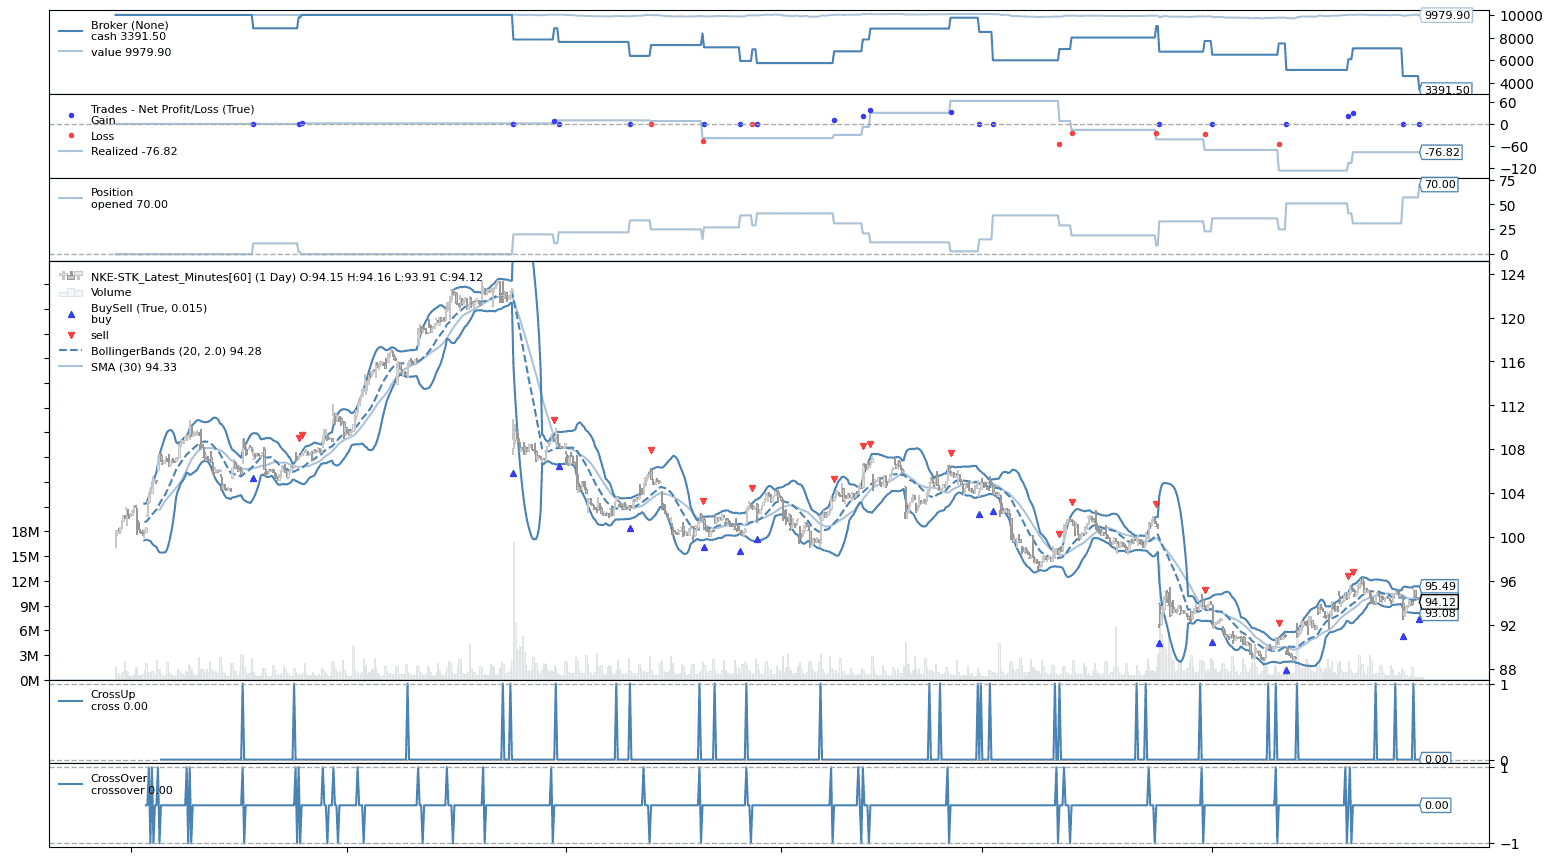 Broker (None)
cash 3391.50
value 9979.90
9979.90
3391.50
10000
8000
6000
4000
Trades - Net Profit/Loss (True)
Gain
Loss
Realized -76.82
-76.82
60
0
−60
−120
Position
opened 70.00
70.00
75
50
25
0
NKE-STK_Latest_Minutes[60] (1 Day) O:94.15 H:94.16 L:93.91 C:94.12
Volume
BuySell (True, 0.015)
buy
sell
BollingerBands (20, 2.0) 94.28
SMA (30) 94.33
18M
15M
12M
9M
6M
3M
0M
124
120
116
112
108
104
100
96
92
88
95.49
94.12
93.08
CrossUp
cross 0.00
0.00
1
0
CrossOver
crossover 0.00
0.00
1
−1